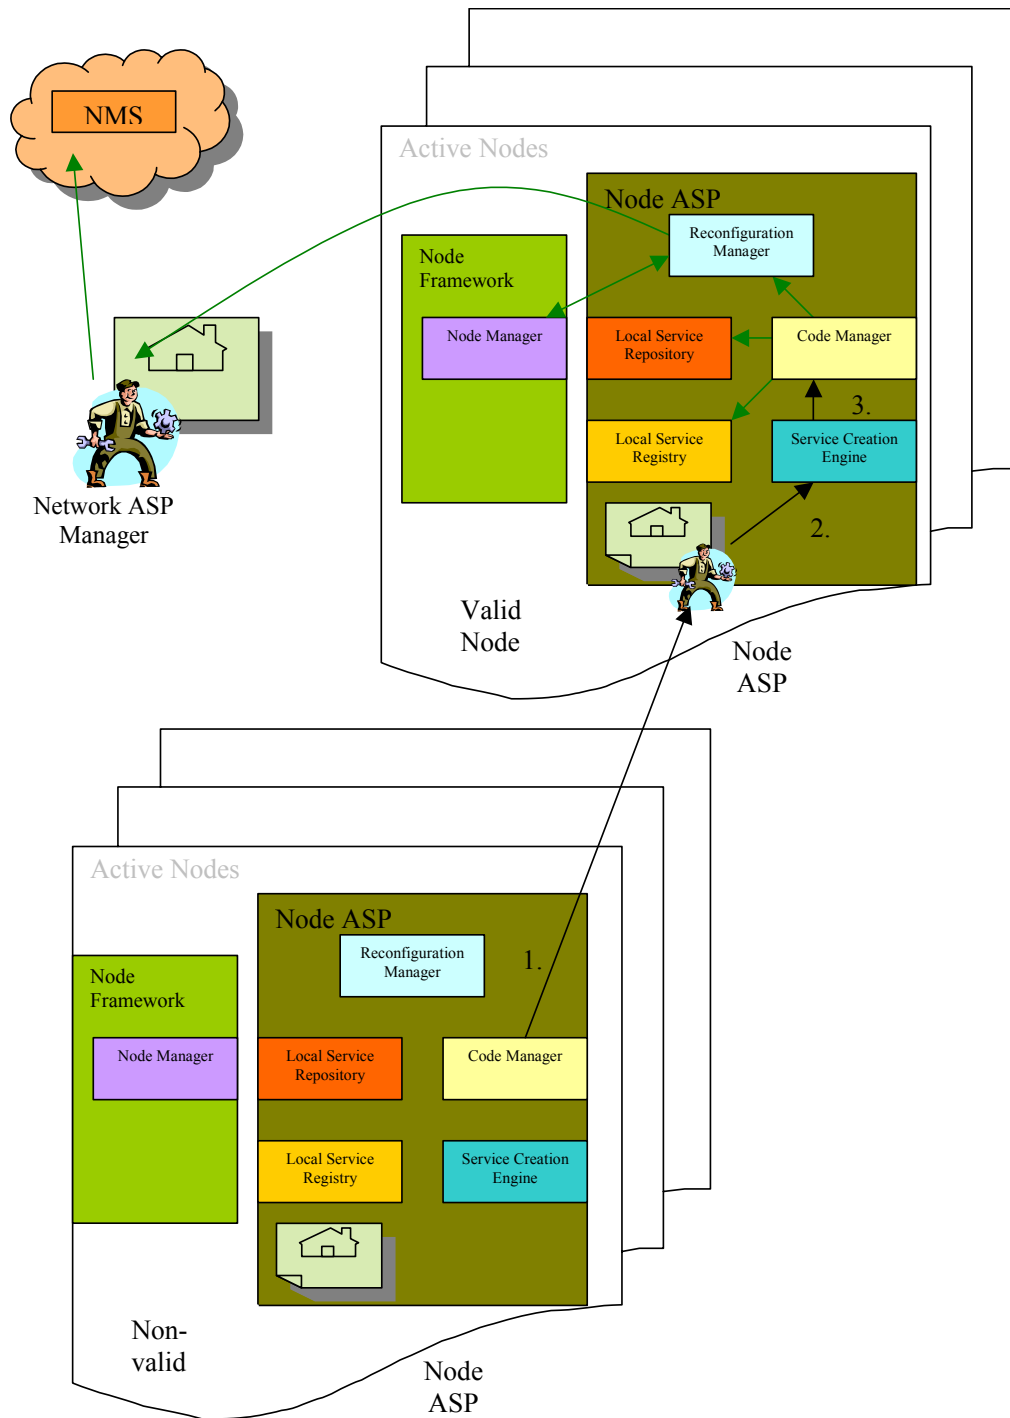 NMS
Network ASP
Manager
Active Nodes
Node ASP
Reconfiguration
Manager
Node
Framework
Node Manager
Local Service
Repository
Code Manager
3.
Local Service
Registry
Service Creation
Engine
2.
Valid
Node
Node
ASP
Active Nodes
Node ASP
Reconfiguration
Manager
1.
Node
Framework
Node Manager
Local Service
Repository
Code Manager
Local Service
Registry
Service Creation
Engine
Non-
valid
Node
ASP